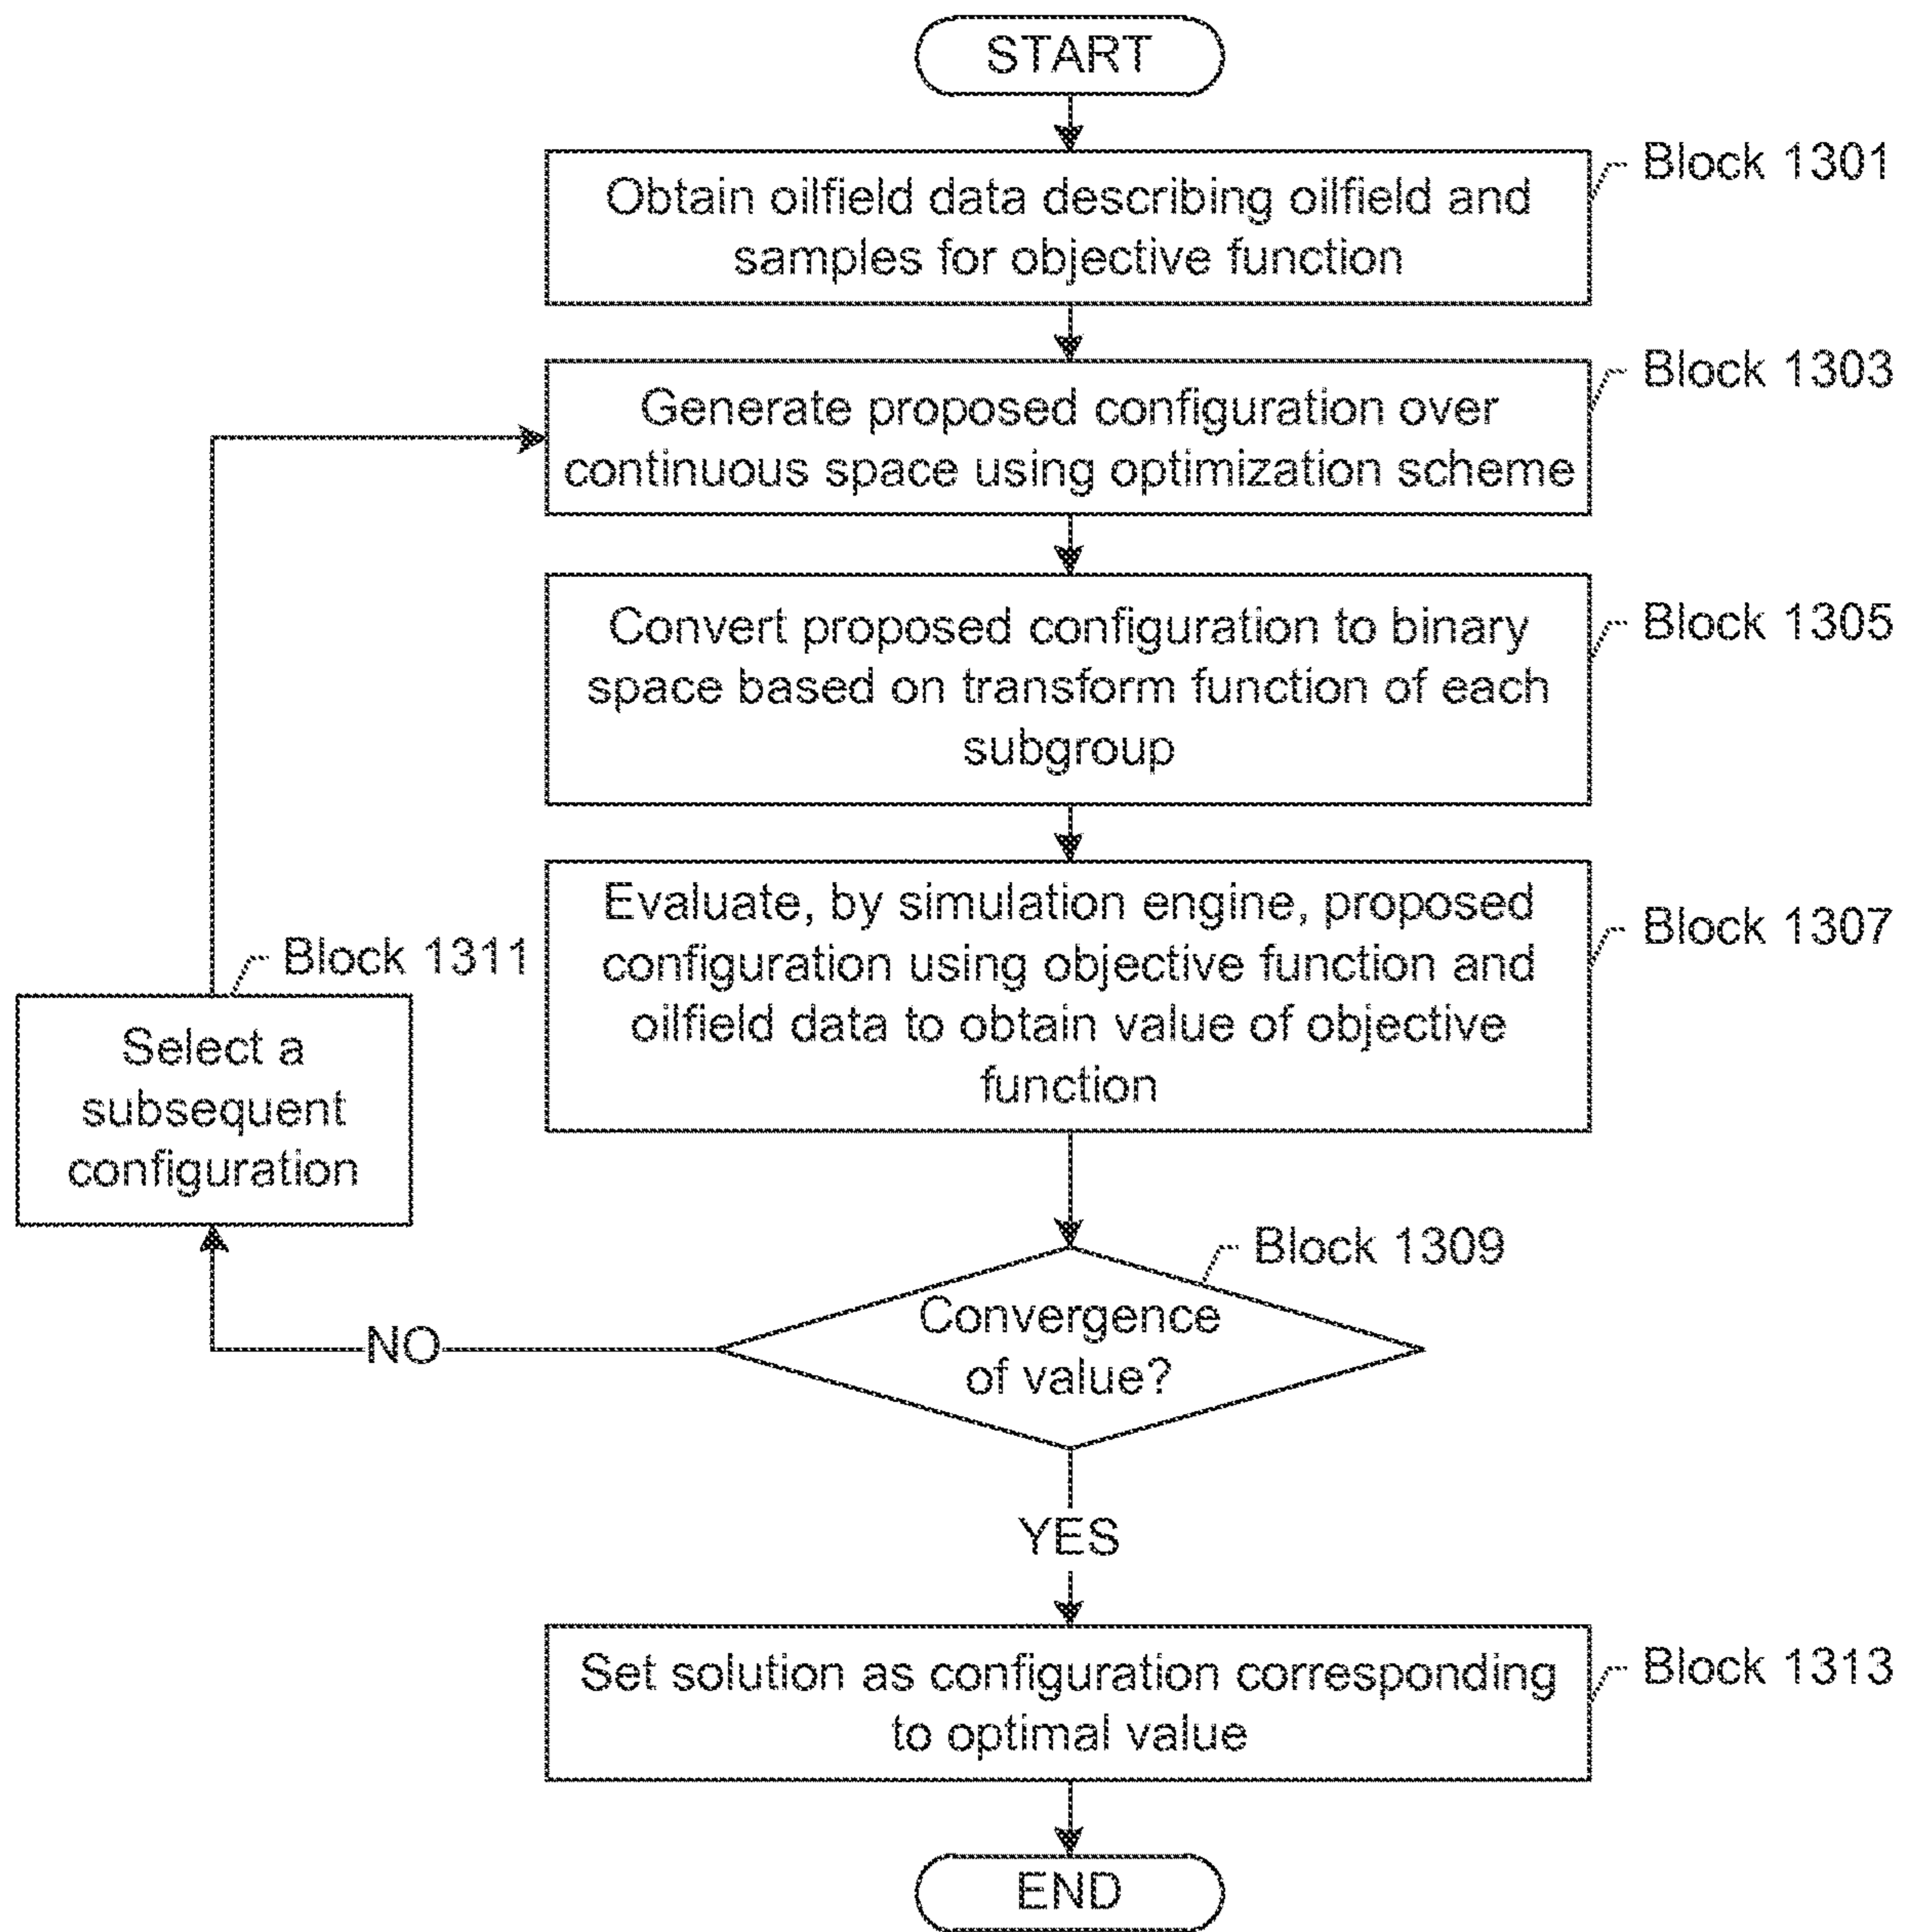 START
Block 1301
Obtain oilfield data describing oilfield and
samples for objective function
Block 1303
Generate proposed configuration over
continuous space using optimization scheme
Block 1305
Convert proposed configuration to binary
space based on transform function of each
subgroup
Block 1307
Evaluate, by simulation engine, proposed
configuration using objective function and
oilfield data to obtain value of objective
function
Block 1311
Select a
subsequent
configuration
Block 1309
Convergence
of value?
NO
YES
Block 1313
Set solution as configuration corresponding
to optimal value
END